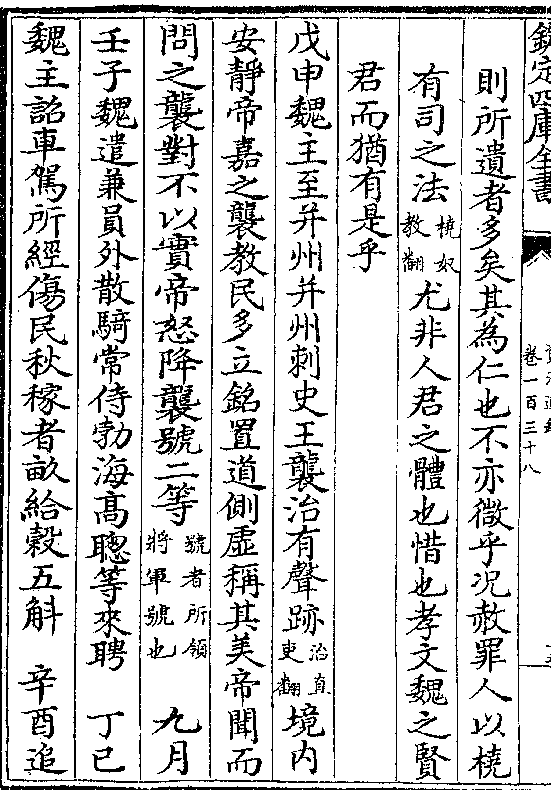 欽定四庫全書
卷一百三十八
則所遺者多矣其為仁也不亦微乎況赦罪人以橈
有司之法橈奴教翻尤非人君之體也惜也孝文魏之賢
君而猶有是乎
戊申魏主至并州并州刺史王襲治有聲跡治直吏翻境内
安靜帝嘉之襲教民多立銘置道側虛稱其美帝聞而
問之襲對不以實帝怒降襲號二等號者所領將軍號也 九月
壬子魏遣兼員外散騎常侍勃海高聰等來聘 丁巳
魏主詔車駕所經傷民秋稼者畝給穀五斛 辛酉追